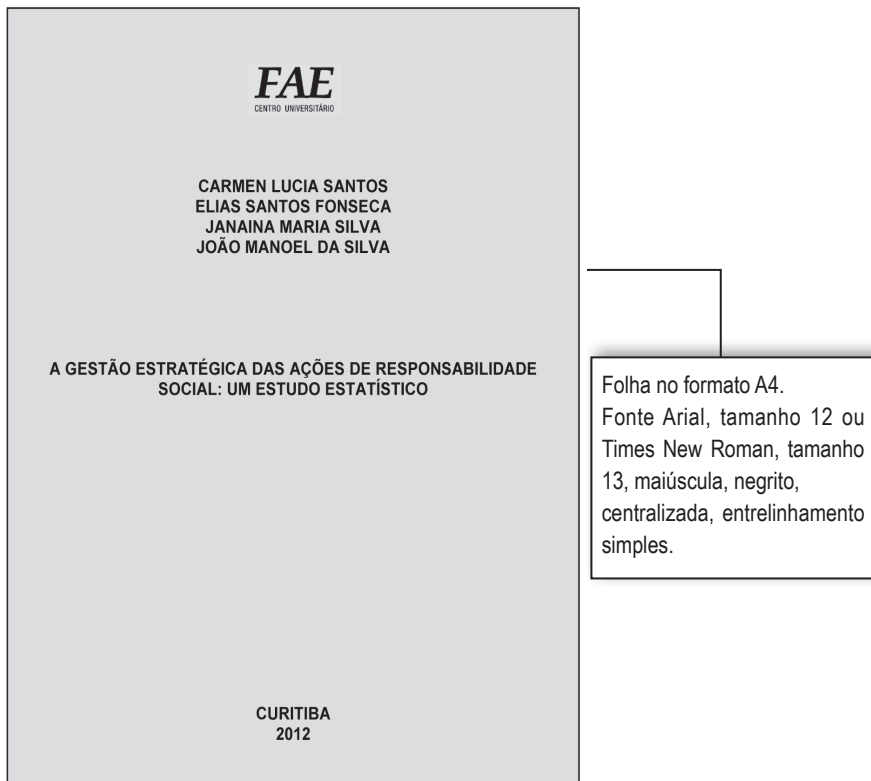 FAE
CENTRO UNIVERSITÁRIO
CARMEN LUCIA SANTOS
ELIAS SANTOS FONSECA
JANAINA MARIA SILVA
JOÃO MANOEL DA SILVA
A GESTÃO ESTRATÉGICA DAS AÇÕES DE RESPONSABILIDADE
SOCIAL: UM ESTUDO ESTATÍSTICO
CURITIBA
2012
Folha no formato A4.
Fonte Arial, tamanho 12 ou
Times New Roman, tamanho
13, maiúscula, negrito,
centralizada, entrelinhamento
simples.